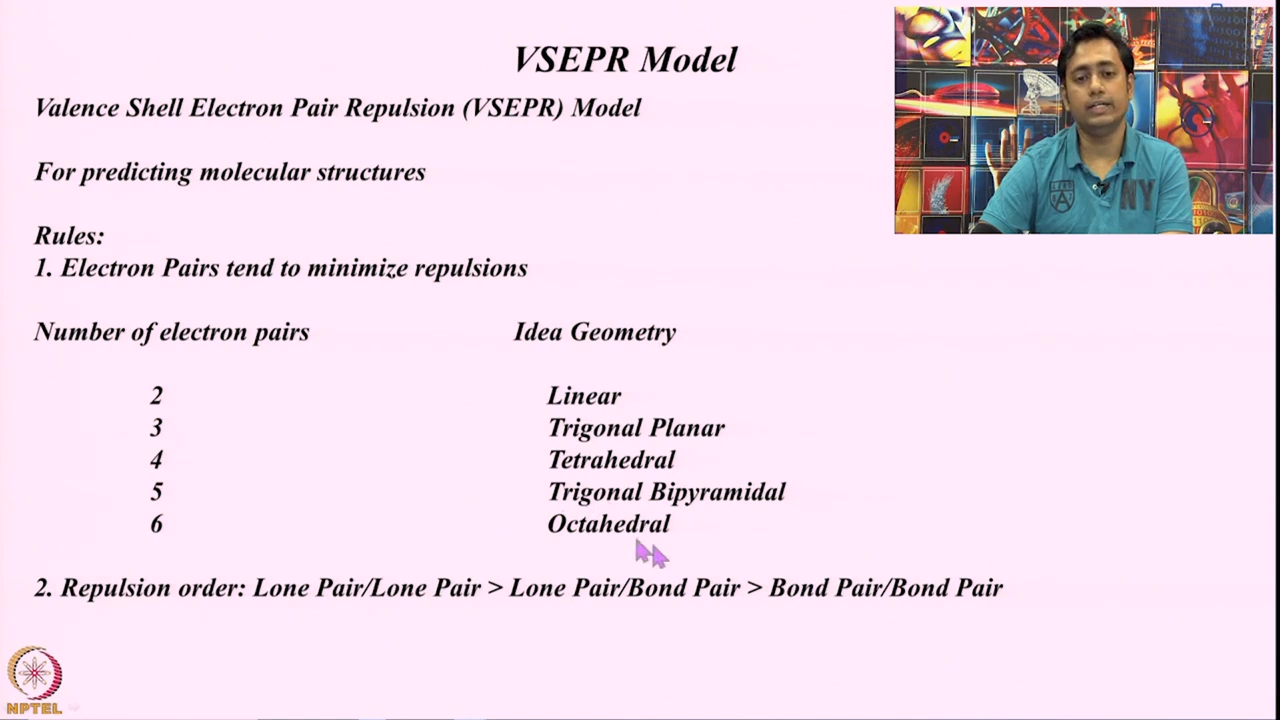 VSEPR Model
Valence Shell Electron Pair Repulsion (VSEPR) Model
For predicting molecular structures
Rules:
1. Electron Pairs tend to minimize repulsions
Number of electron pairs Idea Geometry
2 Linear
3 Trigonal Planar
4 Tetrahedral
5 Trigonal Bipyramidal
6 Octahedral
2. Repulsion order: Lone Pair/Lone Pair > Lone Pair/Bond Pair > Bond Pair/Bond Pair
NPTEL
NY